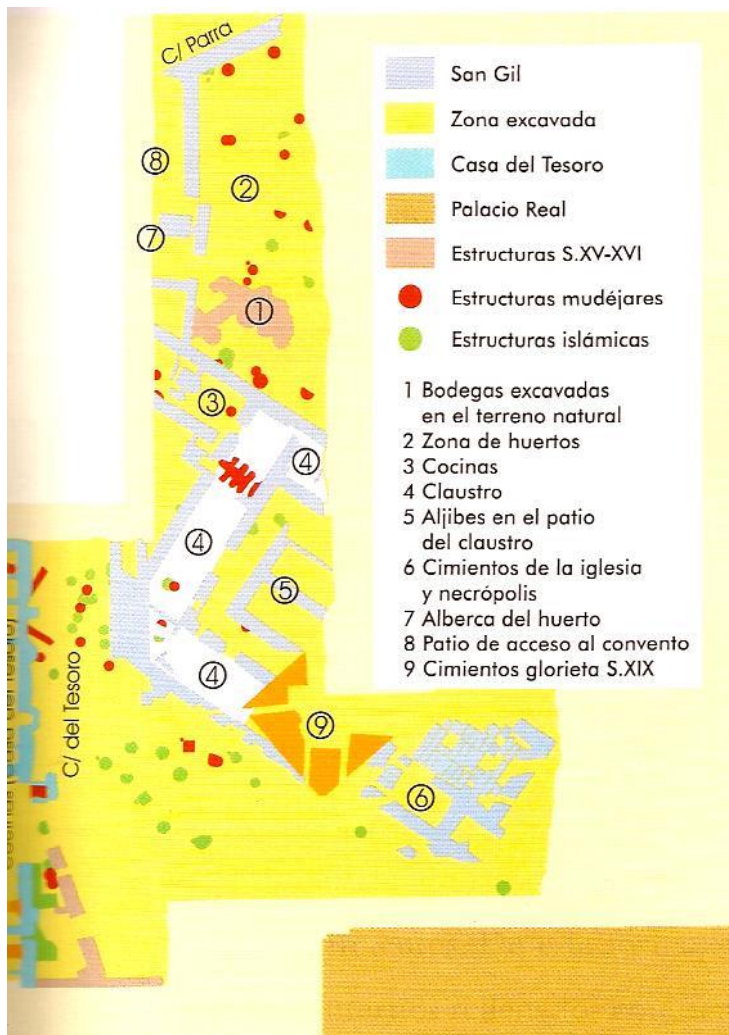 C/ Parra
8
2
7
1
3
4
4
5
4
9
6
C/ del Tesoro
San Gil
Zona excavada
Casa del Tesoro
Palacio Real
Estructuras S.XV-XVI
Estructuras mudéjares
Estructuras islámicas
1 Bodegas excavadas
en el terreno natural
2 Zona de huertos
3 Cocinas
4 Claustro
5 Aljibes en el patio
del claustro
6 Cimientos de la iglesia
y necrópolis
7 Alberca del huerto
8 Patio de acceso al convento
9 Cimientos glorieta S.XIX